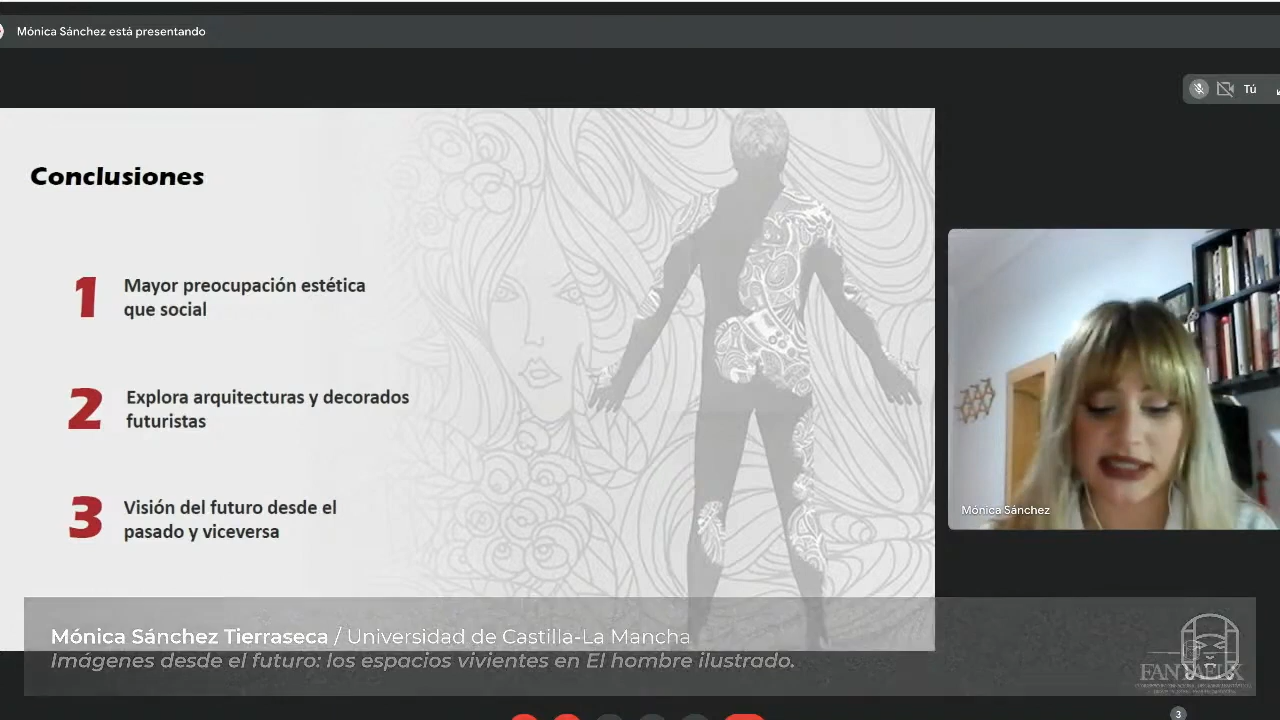 Mónica Sánchez está presentando
Tú
Conclusiones
1
Mayor preocupación estética
que social
2
Explora arquitecturas y decorados
futuristas
3
Visión del futuro desde el
pasado y viceversa
Mónica Sánchez
Mónica Sánchez Tierraseca / Universidad de Castilla-La Mancha
Imágenes desde el futuro: los espacios vivientes en El hombre ilustrado.
FANTAELX
3